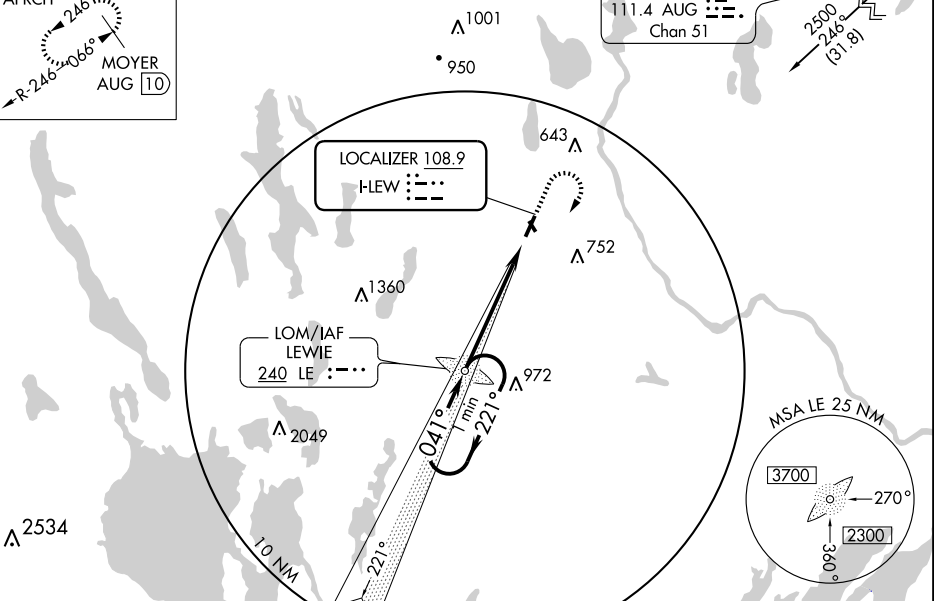 246
R-246
066°
MOYER
AUG 10
1001
950
111.4 AUG
Chan 51
2500
246°
(31.8)
643
LOCALIZER 108.9
I-LEW
752
1360
LOM/IAF
LEWIE
240 LE
972
041°
1 min
221°
2049
MSA LE 25 NM
3700
270°
2300
360°
2534
10 NM
221°